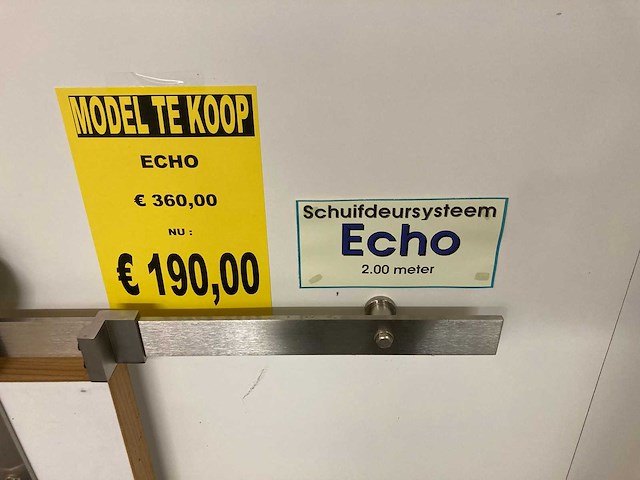 MODEL TE KOOP
ECHO
€ 360,00
NU :
€ 190,00
Schuifdeursysteem
Echo
2.00 meter